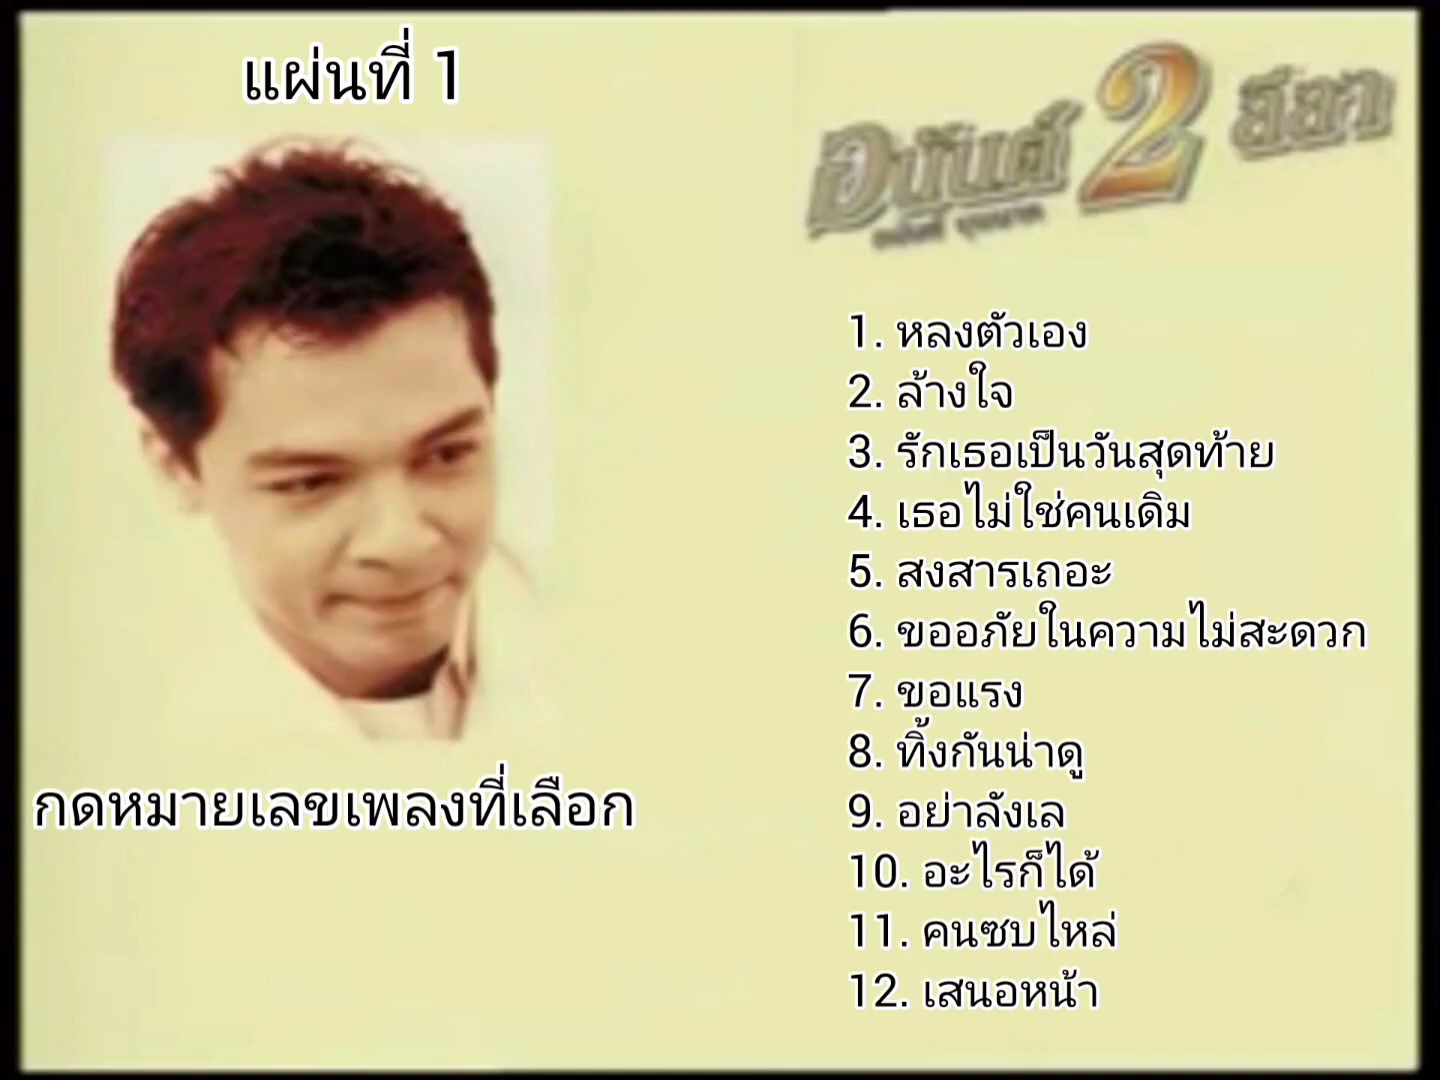 แผ่นที่ 1
อนันต์ 2 ลีลา
1. หลงตัวเอง
2. ล้างใจ
3. รักเธอเป็นวันสุดท้าย
4. เธอไม่ใช่คนเดิม
5. สงสารเถอะ
6. ขออภัยในความไม่สะดวก
7. ขอแรง
8. ทิ้งกันน่าดู
9. อย่าลังเล
10. อะไรก็ได้
11. คนซบไหล่
12. เสนอหน้า
กดหมายเลขเพลงที่เลือก